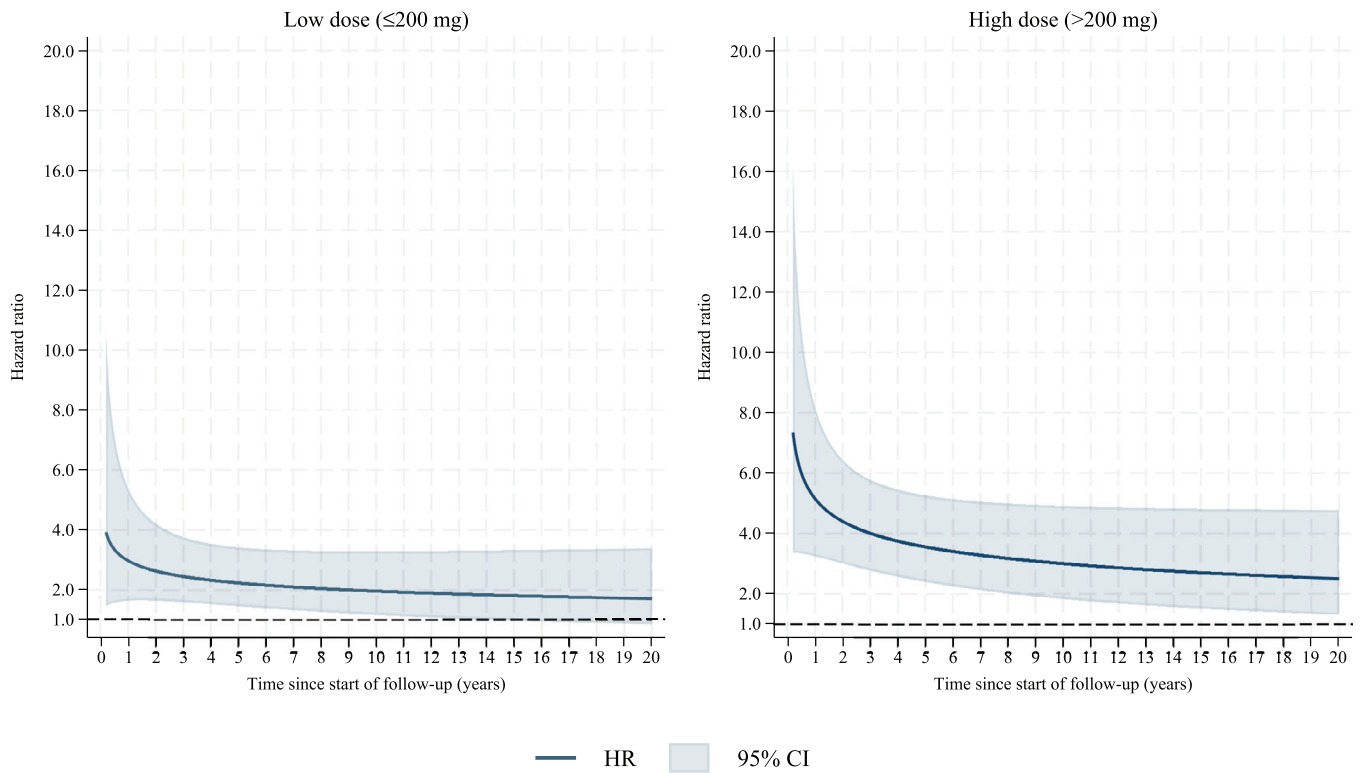 Low dose (≤200 mg)
20.0
18.0
16.0
14.0
12.0
10.0
8.0
6.0
4.0
2.0
1.0
Hazard ratio
0 1 2 3 4 5 6 7 8 9 10 11 12 13 14 15 16 17 18 19 20
Time since start of follow-up (years)
High dose (>200 mg)
20.0
18.0
16.0
14.0
12.0
10.0
8.0
6.0
4.0
2.0
1.0
Hazard ratio
0 1 2 3 4 5 6 7 8 9 10 11 12 13 14 15 16 17 18 19 20
Time since start of follow-up (years)
HR 95% CI